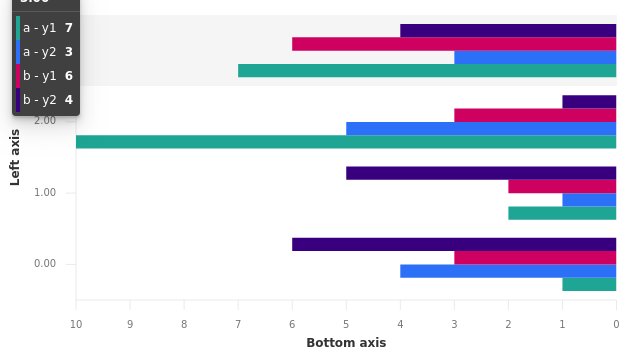 a - y1 7
a - y2 3
b - y1 6
b - y2 4
2.00
1.00
0.00
Left axis
10 9 8 7 6 5 4 3 2 1 0
Bottom axis